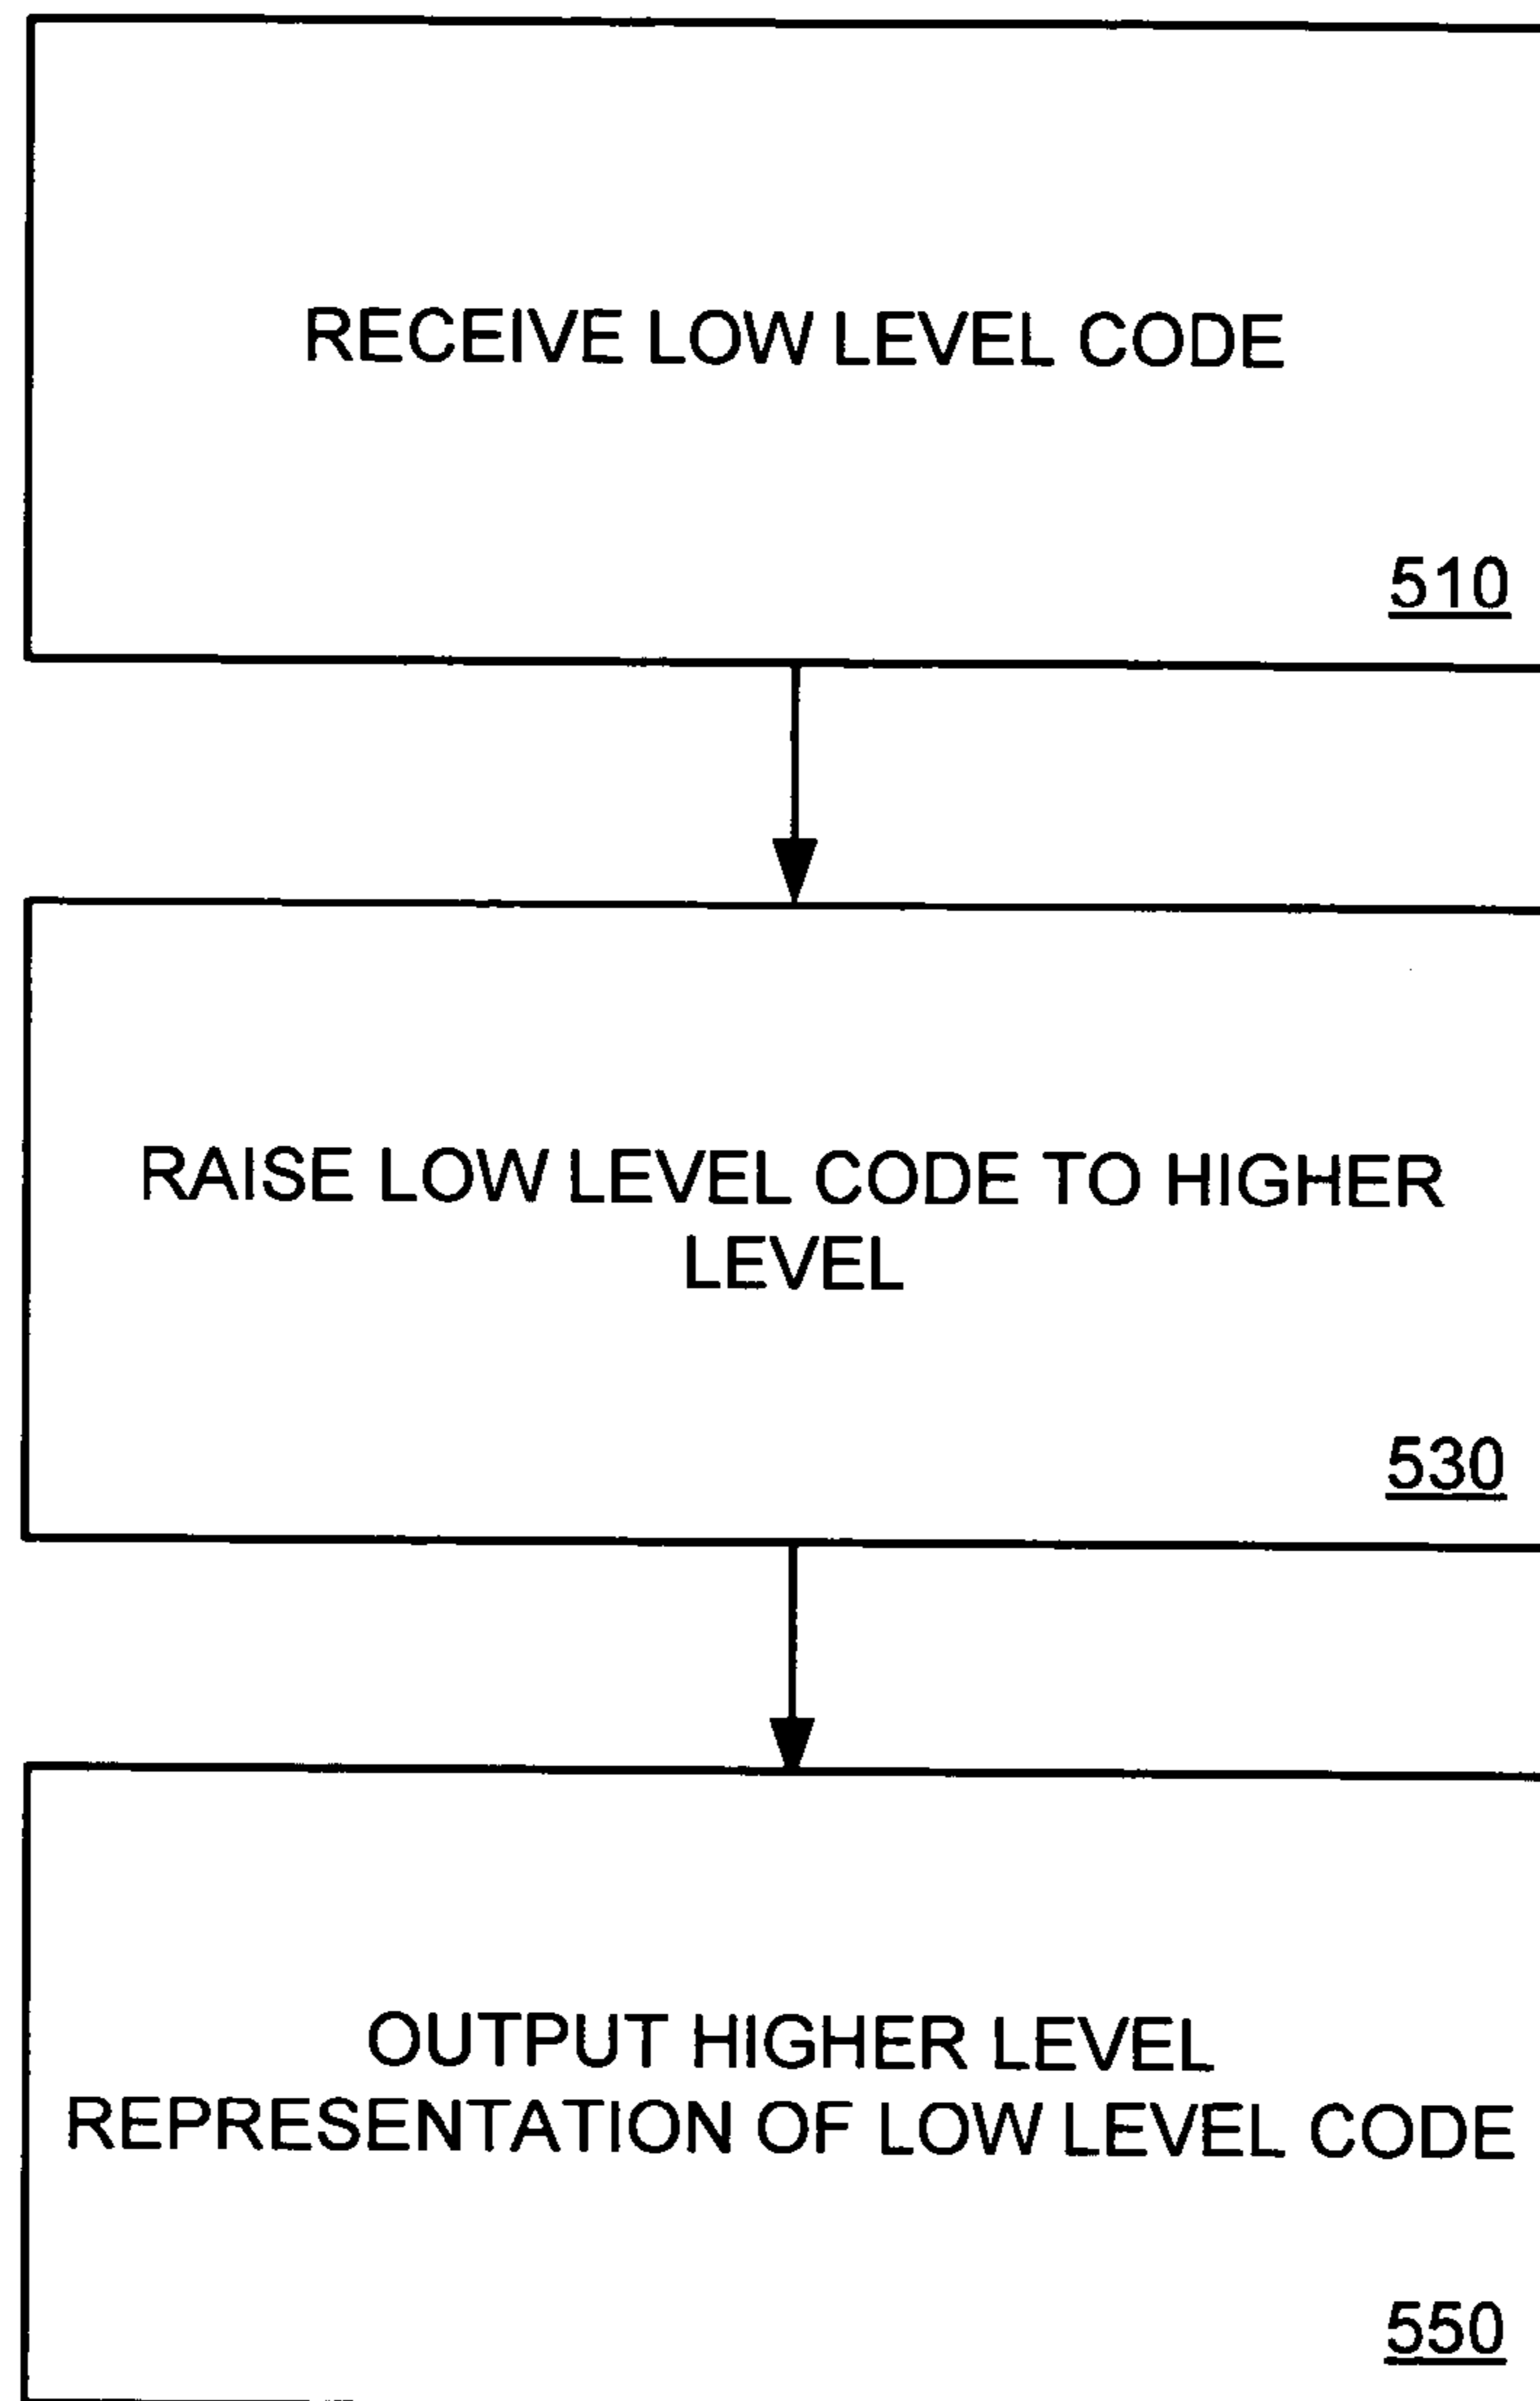 RECEIVE LOW LEVEL CODE
510
RAISE LOW LEVEL CODE TO HIGHER
LEVEL
530
OUTPUT HIGHER LEVEL
REPRESENTATION OF LOW LEVEL CODE
550